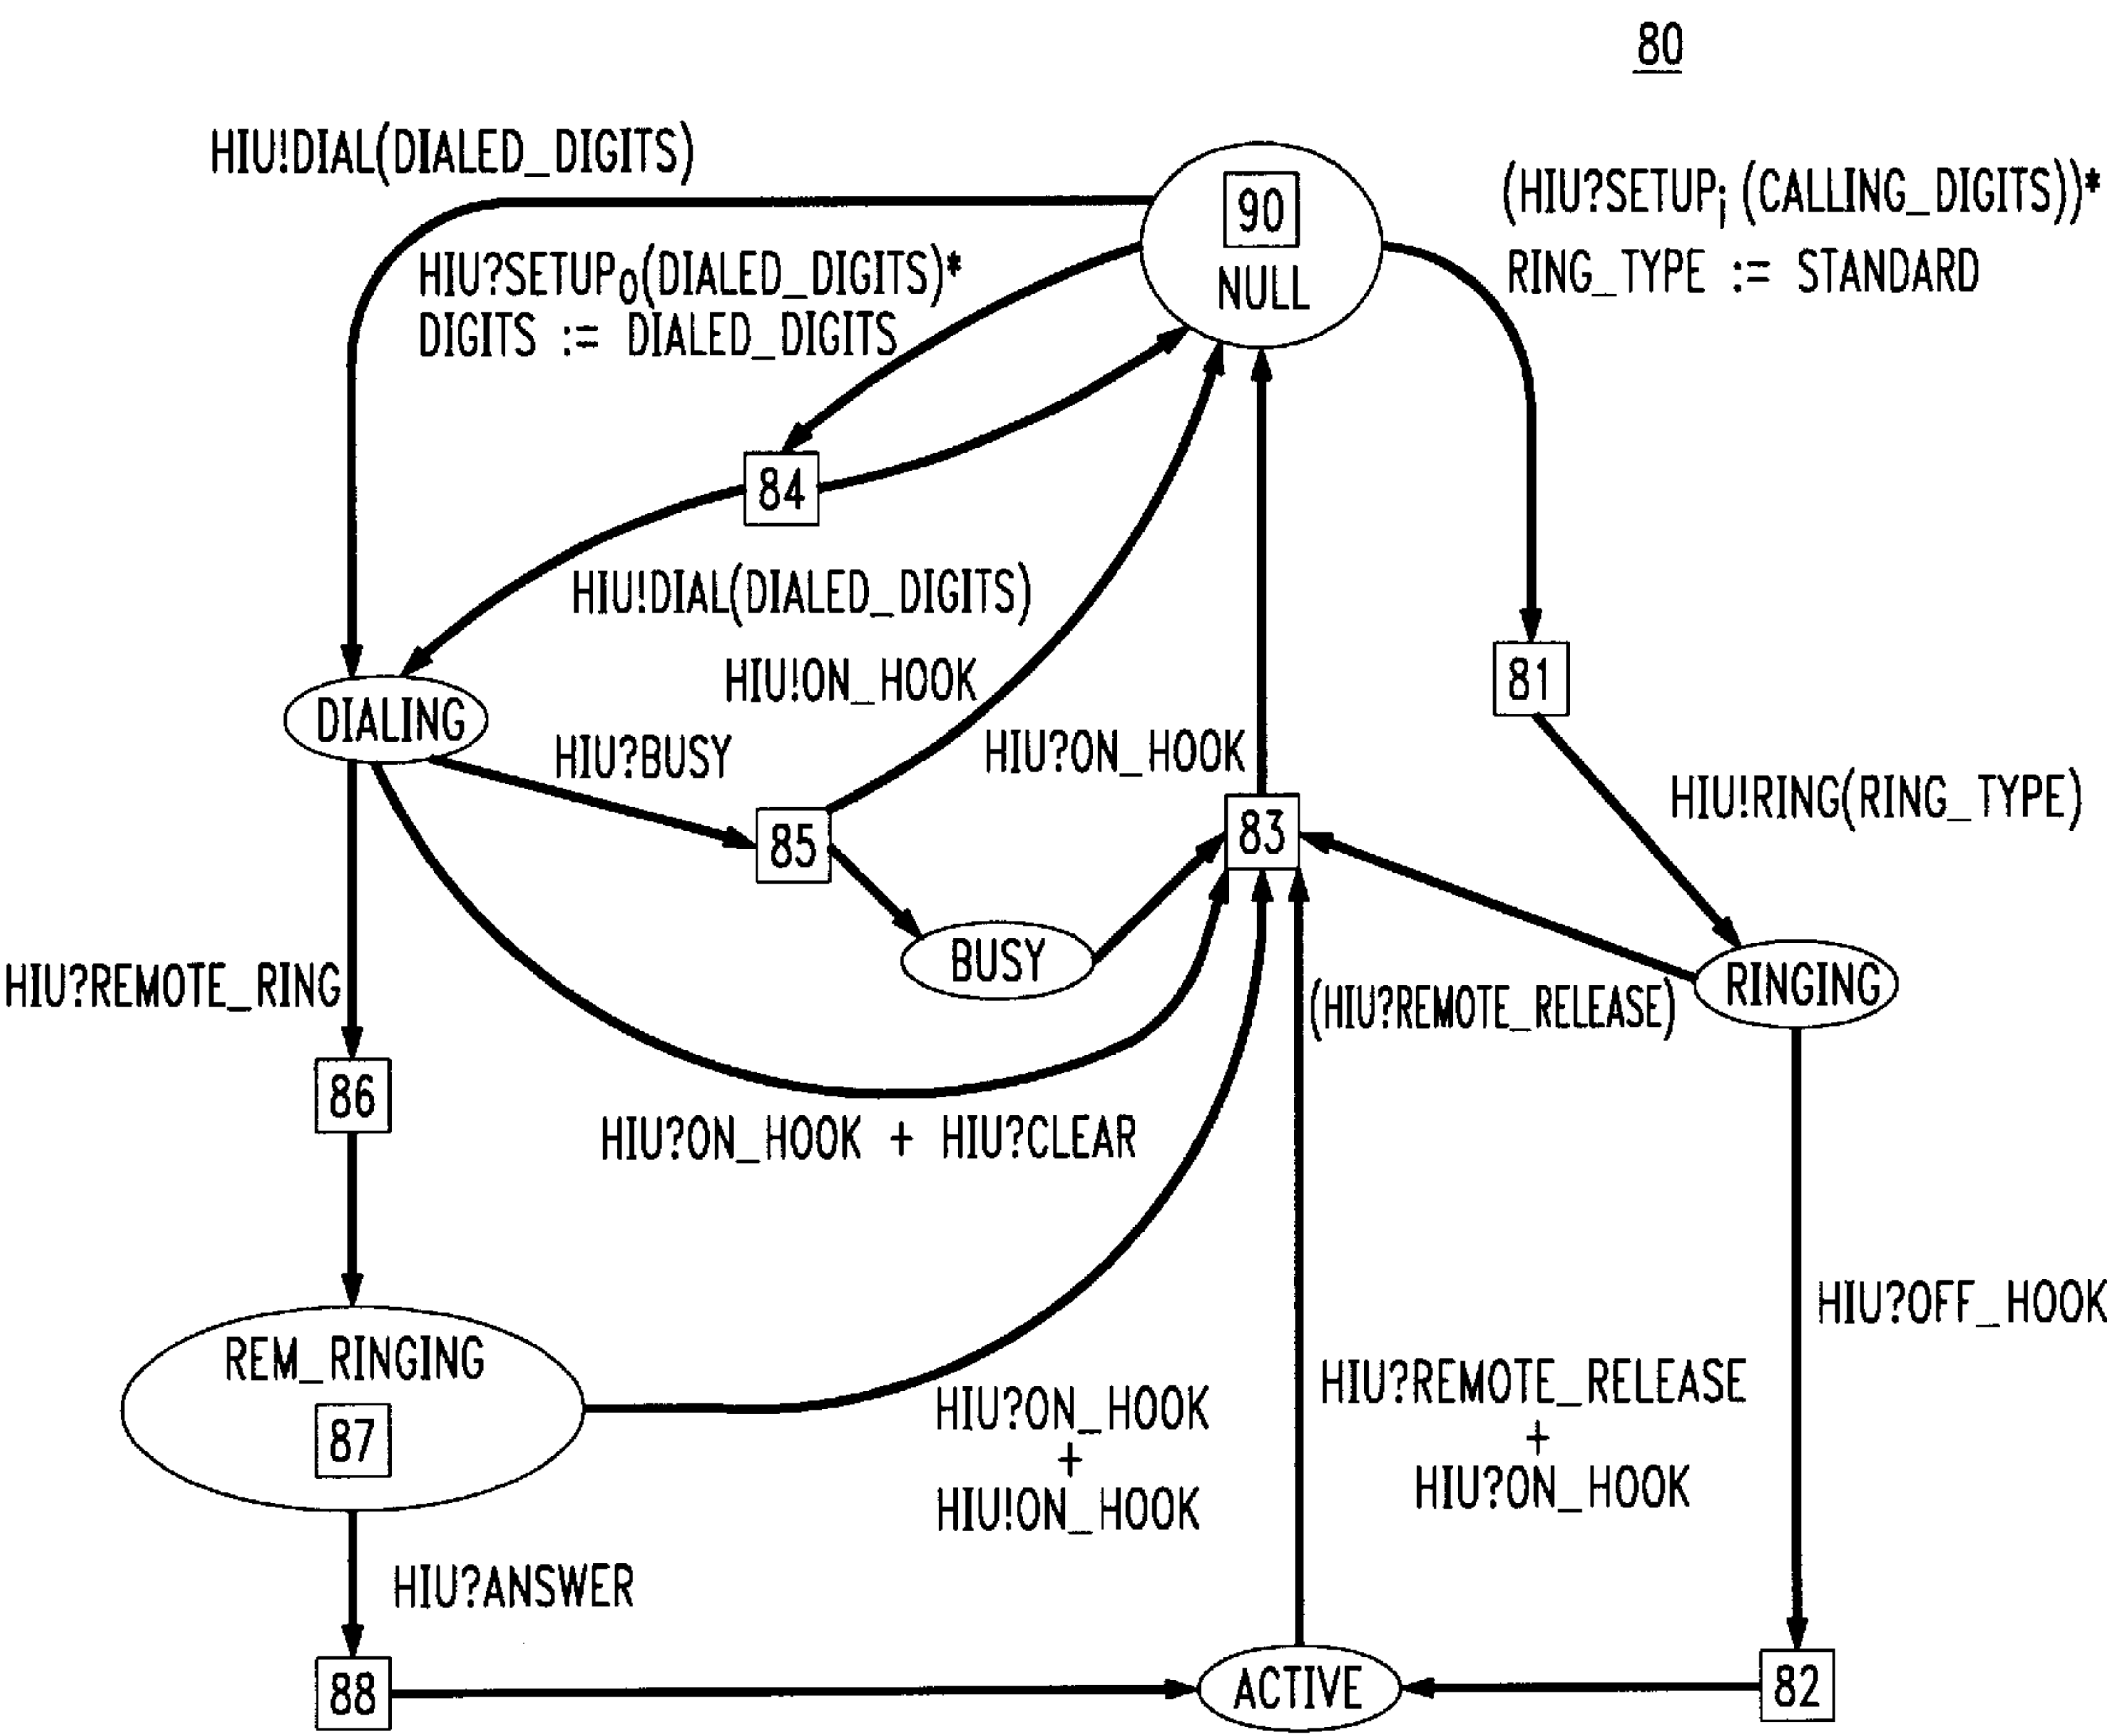 80
HIU!DIAL(DIALED_DIGITS)
90
NULL
(HIU?SETUPi (CALLING_DIGITS))*
RING_TYPE := STANDARD
HIU?SETUPO(DIALED_DIGITS)*
DIGITS := DIALED_DIGITS
84
HIU!DIAL(DIALED_DIGITS)
HIU!ON_HOOK
81
DIALING
HIU?BUSY
HIU?ON_HOOK
HIU!RING(RING_TYPE)
85
83
BUSY
HIU?REMOTE_RING
(HIU?REMOTE_RELEASE)
RINGING
86
HIU?ON_HOOK + HIU?CLEAR
HIU?OFF_HOOK
REM_RINGING
87
HIU?ON_HOOK
+
HIU!ON_HOOK
HIU?REMOTE_RELEASE
+
HIU?ON_HOOK
HIU?ANSWER
88
ACTIVE
82